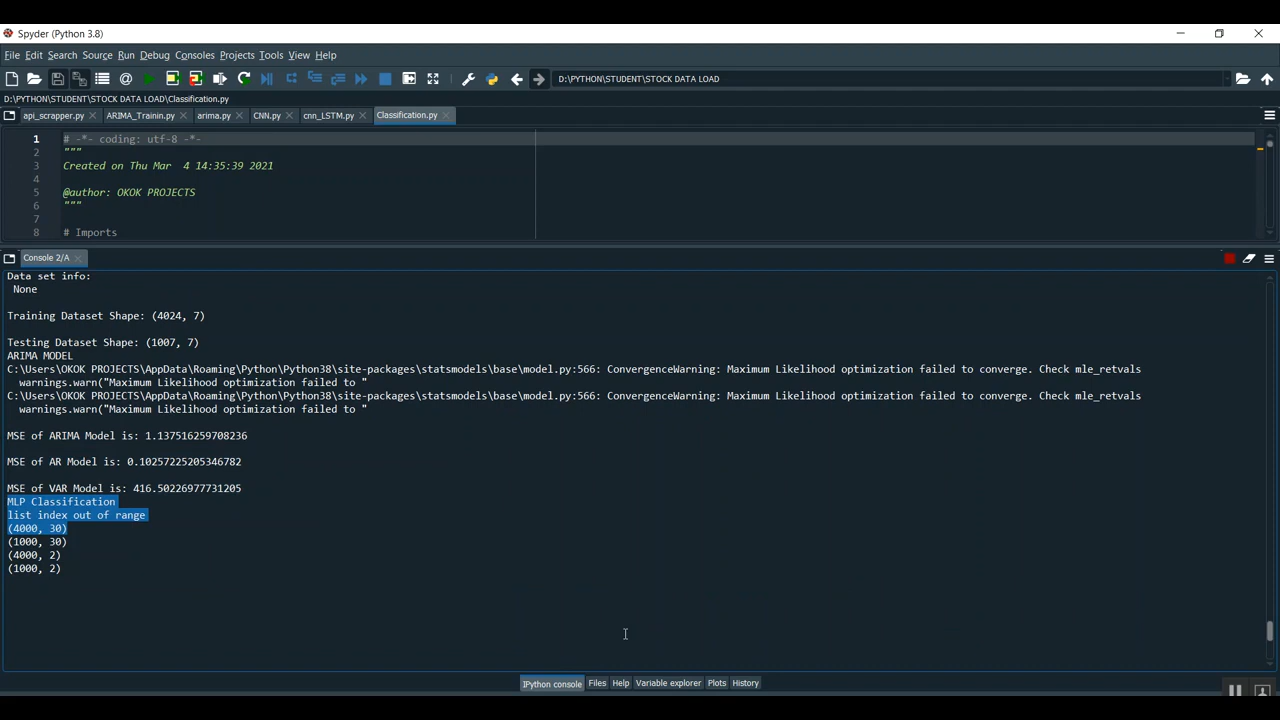 Spyder (Python 3.8)
File Edit Search Source Run Debug Consoles Projects Tools View Help
D:\PYTHON\STUDENT\STOCK DATA LOAD
D:\PYTHON\STUDENT\STOCK DATA LOAD\Classification.py
api_scrapper.py ARIMA_Trainin.py arima.py CNN.py cnn_LSTM.py Classification.py
1 # -*- coding: utf-8 -*-
2 """
3 Created on Thu Mar  4 14:35:39 2021
4
5 @author: OKOK PROJECTS
6 """
7
8 # Imports
Console 2/A
Data set info:
None
Training Dataset Shape: (4024, 7)
Testing Dataset Shape: (1007, 7)
ARIMA MODEL
C:\Users\OKOK PROJECTS\AppData\Roaming\Python\Python38\site-packages\statsmodels\base\model.py:566: ConvergenceWarning: Maximum Likelihood optimization failed to converge. Check mle_retvals
warnings.warn("Maximum Likelihood optimization failed to "
C:\Users\OKOK PROJECTS\AppData\Roaming\Python\Python38\site-packages\statsmodels\base\model.py:566: ConvergenceWarning: Maximum Likelihood optimization failed to converge. Check mle_retvals
warnings.warn("Maximum Likelihood optimization failed to "
MSE of ARIMA Model is: 1.137516259708236
MSE of AR Model is: 0.10257225205346782
MSE of VAR Model is: 416.50226977731205
MLP Classification
list index out of range
(4000, 30)
(1000, 30)
(4000, 2)
(1000, 2)
IPython console Files Help Variable explorer Plots History